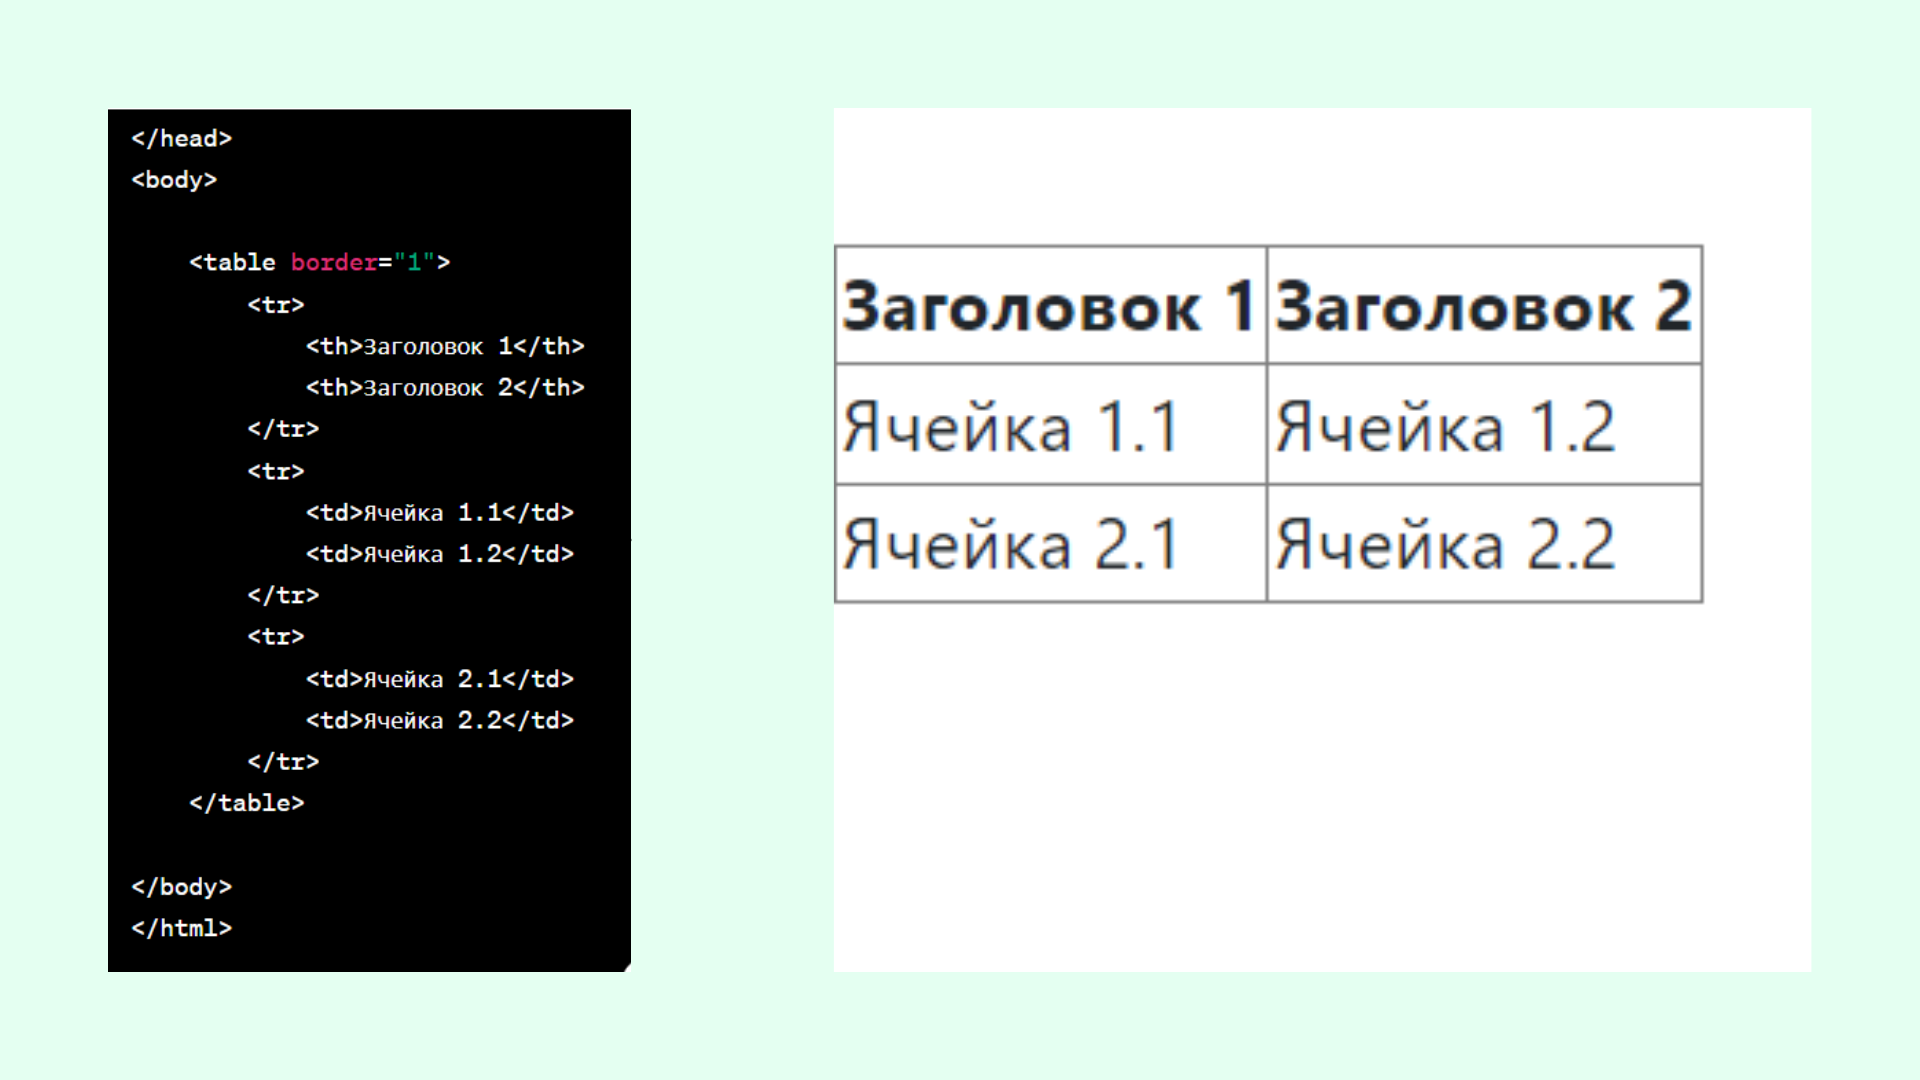 </head>
<body>
<table border="1">
<tr>
<th>Заголовок 1</th>
<th>Заголовок 2</th>
</tr>
<tr>
<td>Ячейка 1.1</td>
<td>Ячейка 1.2</td>
</tr>
<tr>
<td>Ячейка 2.1</td>
<td>Ячейка 2.2</td>
</tr>
</table>
</body>
</html>
Заголовок 1 Заголовок 2
Ячейка 1.1 Ячейка 1.2
Ячейка 2.1 Ячейка 2.2